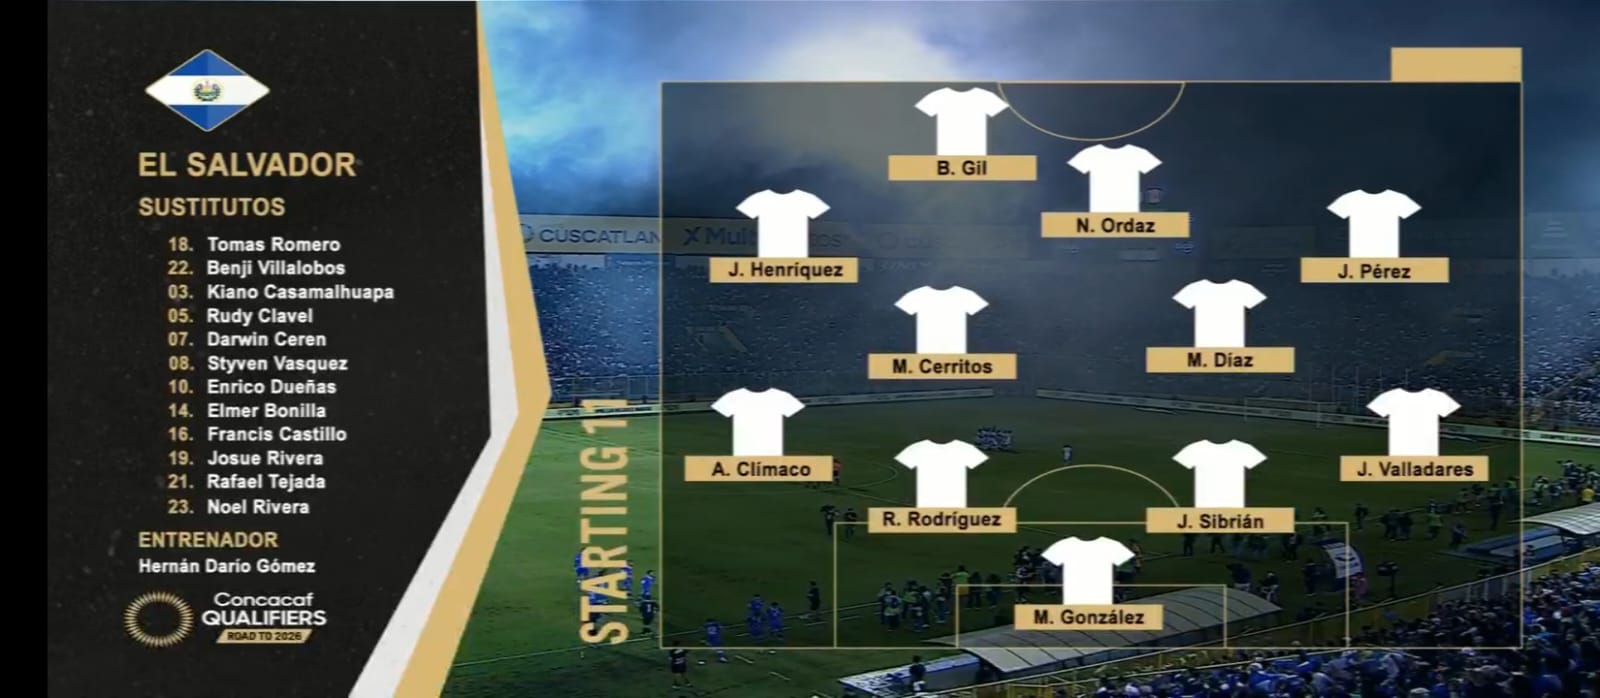 EL SALVADOR
SUSTITUTOS
18. Tomas Romero
22. Benji Villalobos
03. Kiano Casamalhuapa
05. Rudy Clavel
07. Darwin Ceren
08. Styven Vasquez
10. Enrico Dueñas
14. Elmer Bonilla
16. Francis Castillo
19. Josue Rivera
21. Rafael Tejada
23. Noel Rivera
ENTRENADOR
Hernán Darío Gómez
Concacaf
QUALIFIERS
ROAD TO 2026
STARTING 11
B. Gil
N. Ordaz
J. Henríquez
J. Pérez
M. Cerritos
M. Díaz
A. Clímaco
J. Valladares
R. Rodríguez
J. Sibrián
M. González
CUSCATLAN